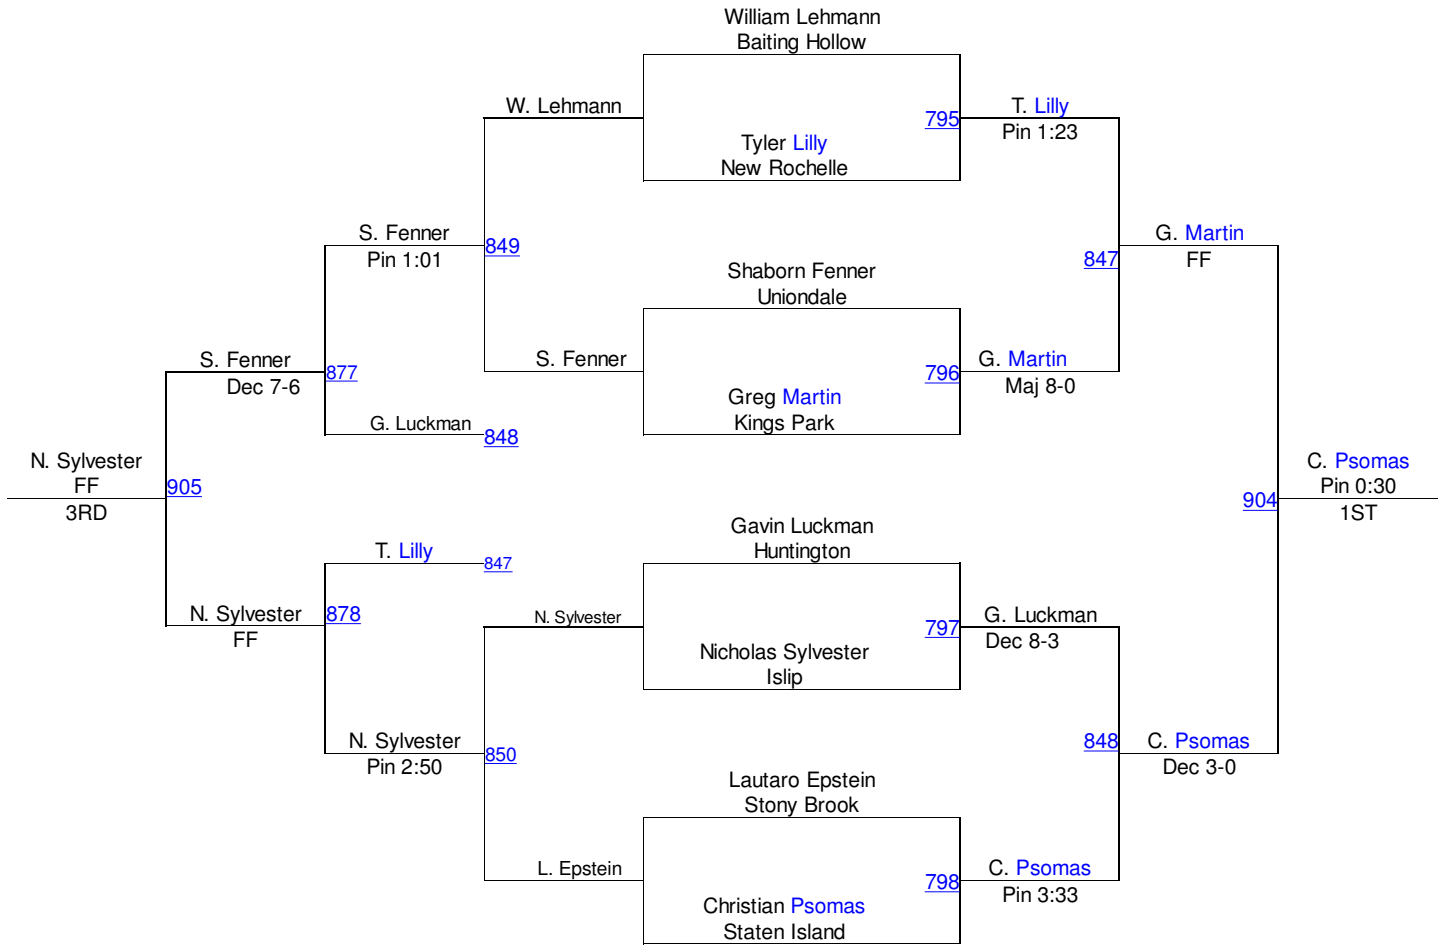 William Lehmann
Baiting Hollow
W. Lehmann
795
T. Lilly
Pin 1:23
Tyler Lilly
New Rochelle
S. Fenner
Pin 1:01
849
G. Martin
FF
847
Shaborn Fenner
Uniondale
S. Fenner
Dec 7-6
877
S. Fenner
796
G. Martin
Maj 8-0
Greg Martin
Kings Park
G. Luckman
848
N. Sylvester
FF
3RD
905
904
C. Psomas
Pin 0:30
1ST
Gavin Luckman
Huntington
T. Lilly
847
N. Sylvester
FF
878
N. Sylvester
797
G. Luckman
Dec 8-3
Nicholas Sylvester
Islip
N. Sylvester
Pin 2:50
850
848
C. Psomas
Dec 3-0
Lautaro Epstein
Stony Brook
L. Epstein
798
C. Psomas
Pin 3:33
Christian Psomas
Staten Island